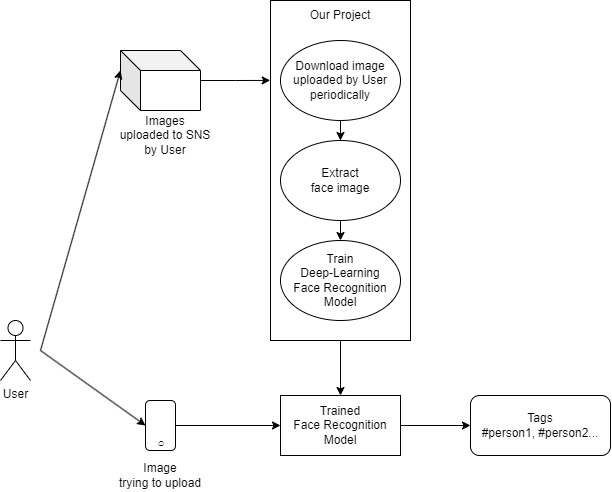 Our Project
Download image
uploaded by User
periodically
Images
uploaded to SNS
by User
Extract
face image
Train
Deep-Learning
Face Recognition
Model
User
Image
trying to upload
Trained
Face Recognition
Model
Tags
#person1, #person2...